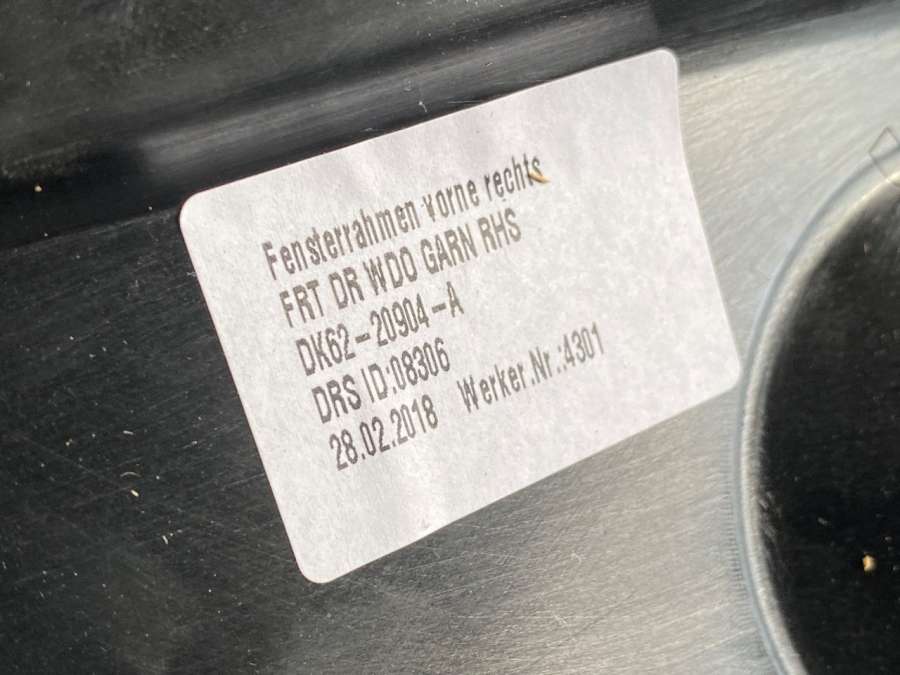 Fensterrahmen vorne rechts
FRT DR WDO GARN RHS
DK62-20904-A
DRS ID:08306
28.02.2018 Werker.Nr.:4301